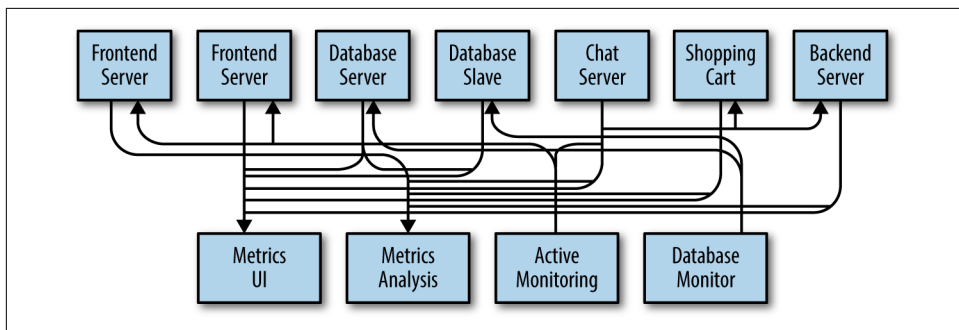 Frontend
Server
Frontend
Server
Database
Server
Database
Slave
Chat
Server
Shopping
Cart
Backend
Server
Metrics
UI
Metrics
Analysis
Active
Monitoring
Database
Monitor